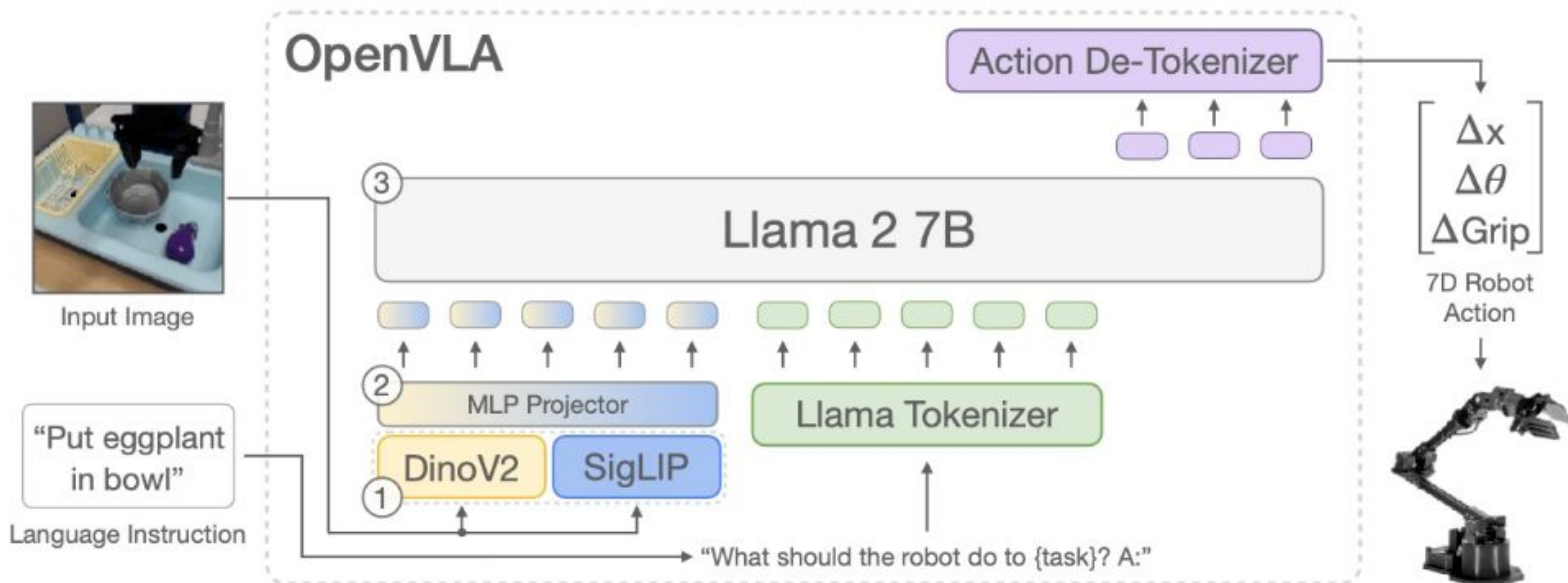 OpenVLA
Action De-Tokenizer
Δx
Δθ
ΔGrip
7D Robot
Action
3
Llama 2 7B
Input Image
2
MLP Projector
Llama Tokenizer
DinoV2
SigLIP
1
“Put eggplant
in bowl”
Language Instruction
“What should the robot do to {task}? A:”